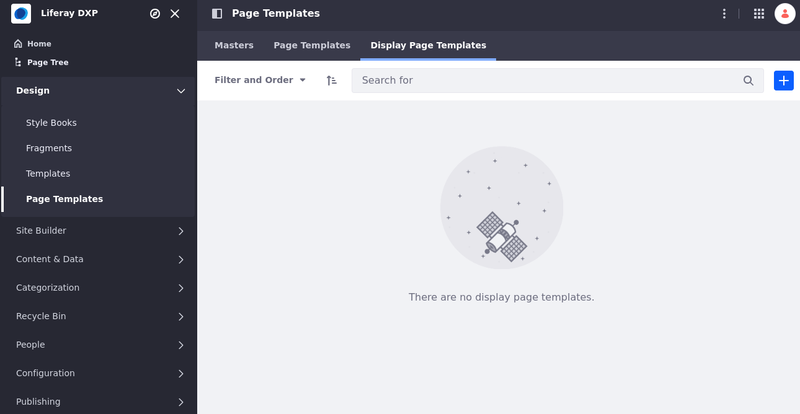 Liferay DXP
Home
Page Tree
Design
Style Books
Fragments
Templates
Page Templates
Site Builder
Content & Data
Categorization
Recycle Bin
People
Configuration
Publishing
Page Templates
Masters
Page Templates
Display Page Templates
Filter and Order
Search for
There are no display page templates.